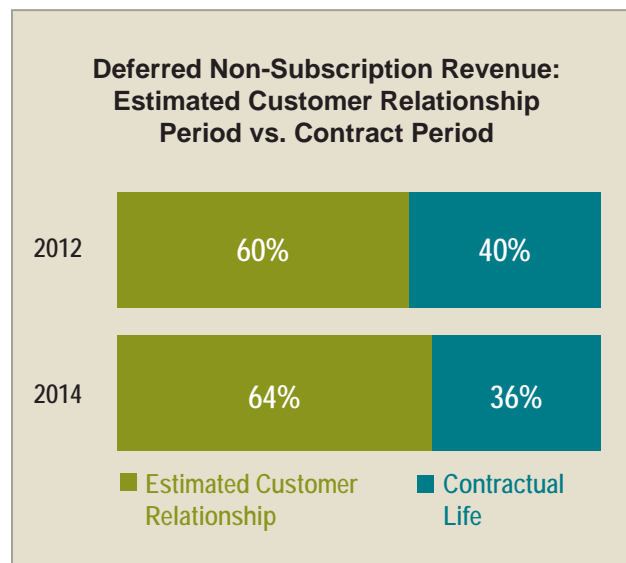 Deferred Non-Subscription Revenue:
Estimated Customer Relationship
Period vs. Contract Period
2012
60%
40%
2014
64%
36%
Estimated Customer
Relationship
Contractual
Life